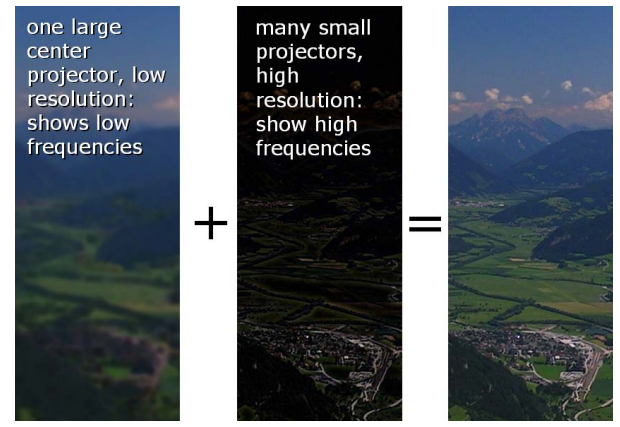 one large
center
projector, low
resolution:
shows low
frequencies
many small
projectors,
high
resolution:
show high
frequencies
+
=